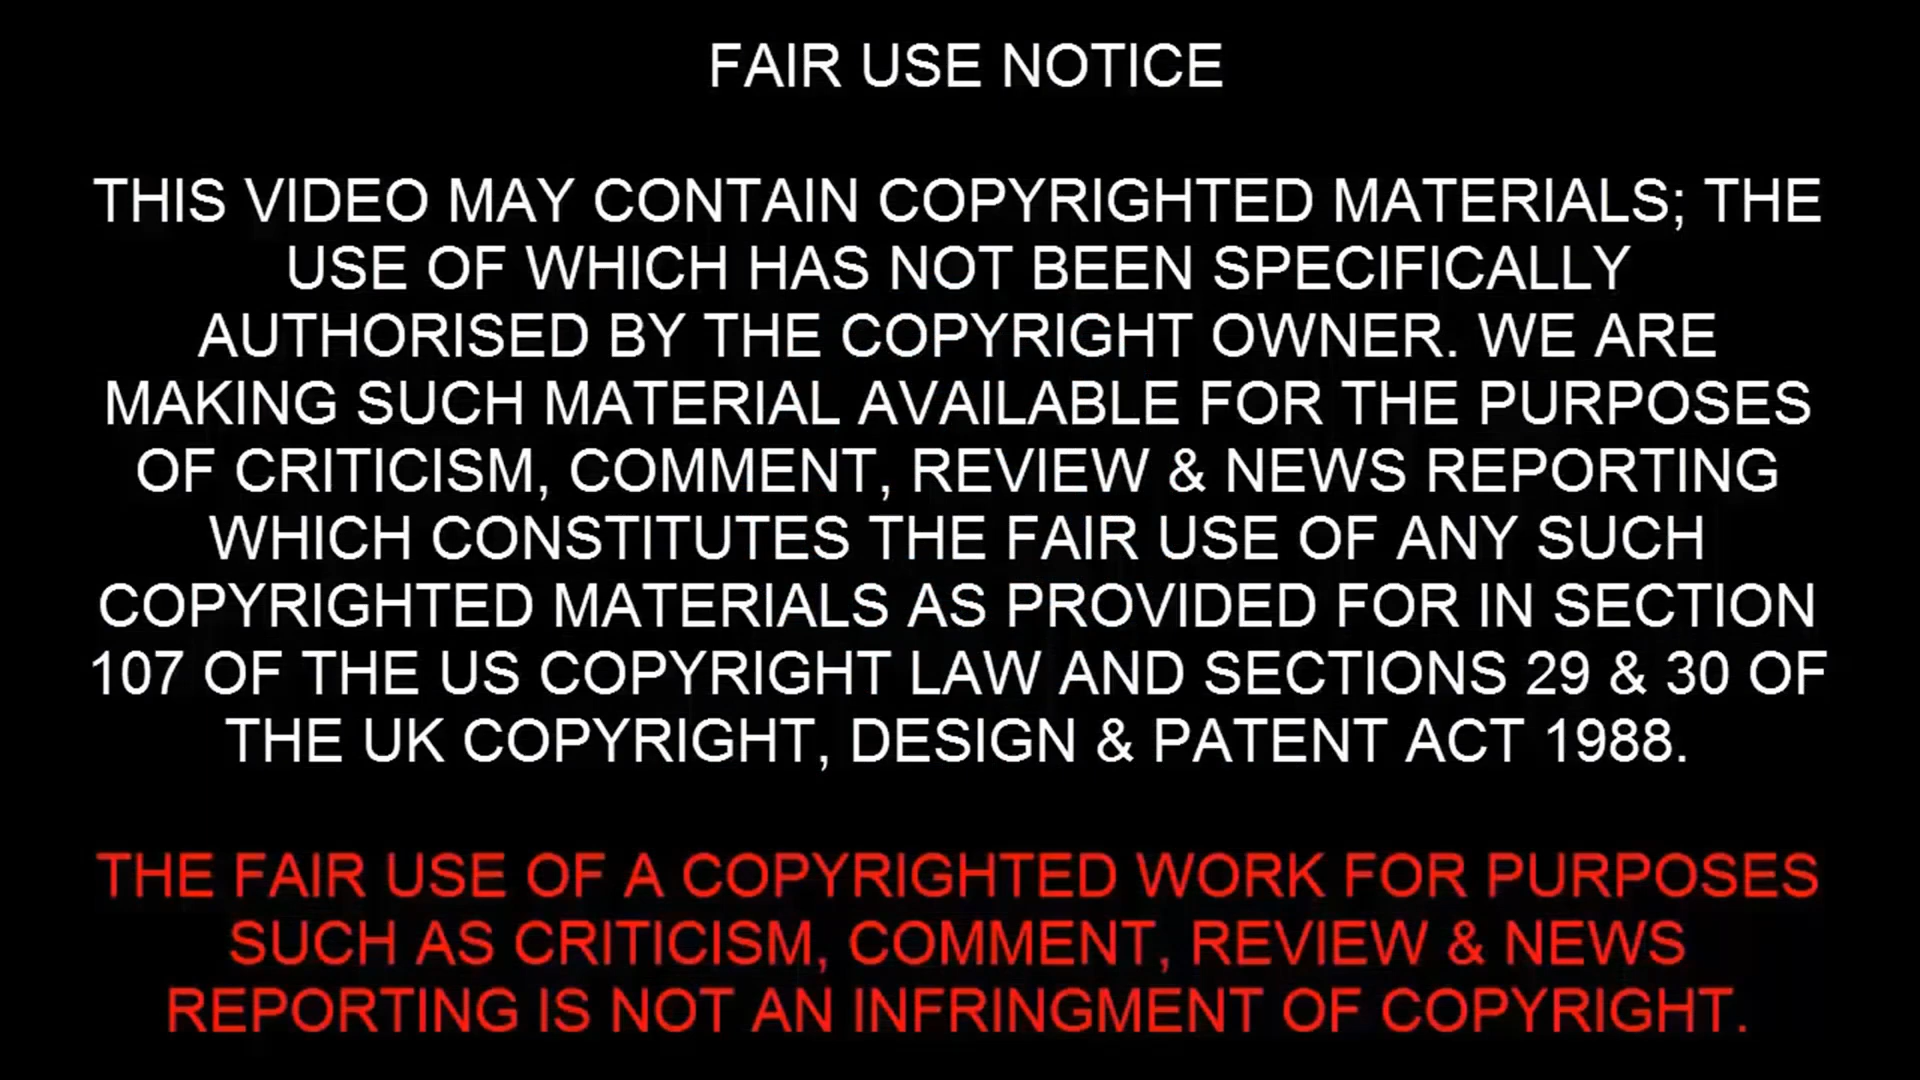 FAIR USE NOTICE
THIS VIDEO MAY CONTAIN COPYRIGHTED MATERIALS; THE
USE OF WHICH HAS NOT BEEN SPECIFICALLY
AUTHORISED BY THE COPYRIGHT OWNER. WE ARE
MAKING SUCH MATERIAL AVAILABLE FOR THE PURPOSES
OF CRITICISM, COMMENT, REVIEW & NEWS REPORTING
WHICH CONSTITUTES THE FAIR USE OF ANY SUCH
COPYRIGHTED MATERIALS AS PROVIDED FOR IN SECTION
107 OF THE US COPYRIGHT LAW AND SECTIONS 29 & 30 OF
THE UK COPYRIGHT, DESIGN & PATENT ACT 1988.
THE FAIR USE OF A COPYRIGHTED WORK FOR PURPOSES
SUCH AS CRITICISM, COMMENT, REVIEW & NEWS
REPORTING IS NOT AN INFRINGMENT OF COPYRIGHT.